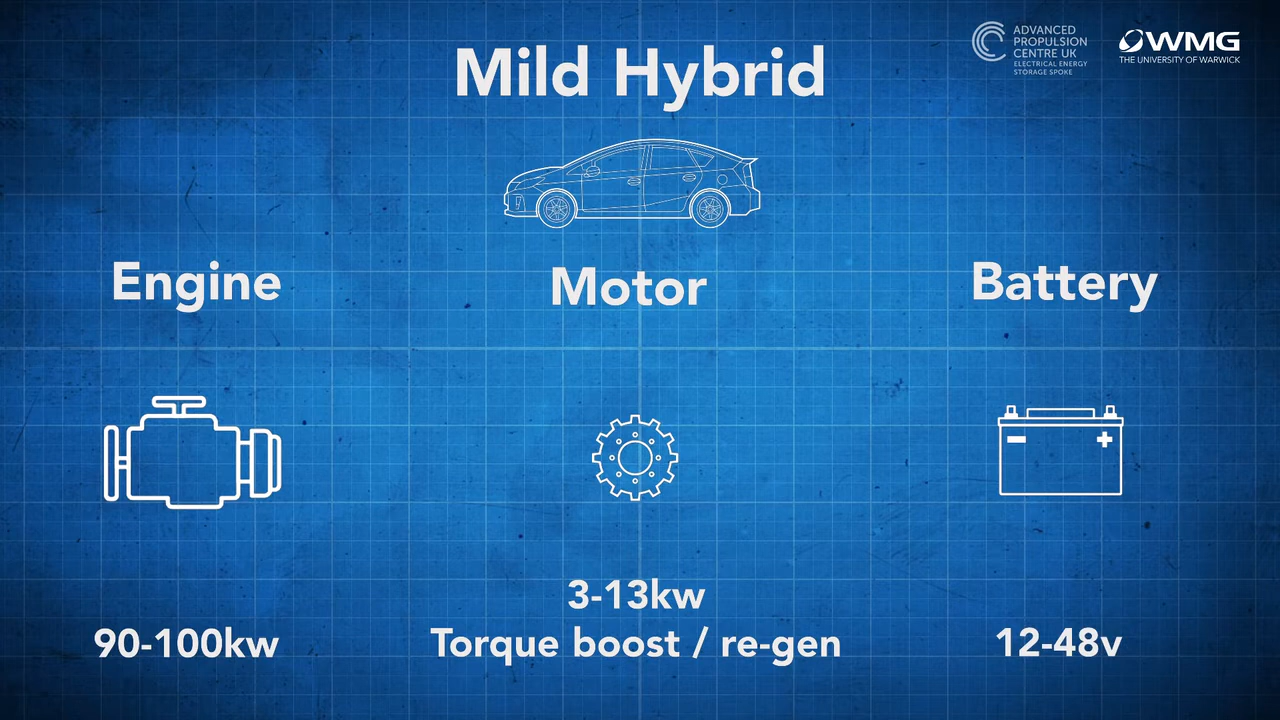 Mild Hybrid
ADVANCED
PROPULSION
CENTRE UK
ELECTRICAL ENERGY
STORAGE SPOKE
WMG
THE UNIVERSITY OF WARWICK
Engine
Motor
Battery
90-100kw
3-13kw
Torque boost / re-gen
12-48v